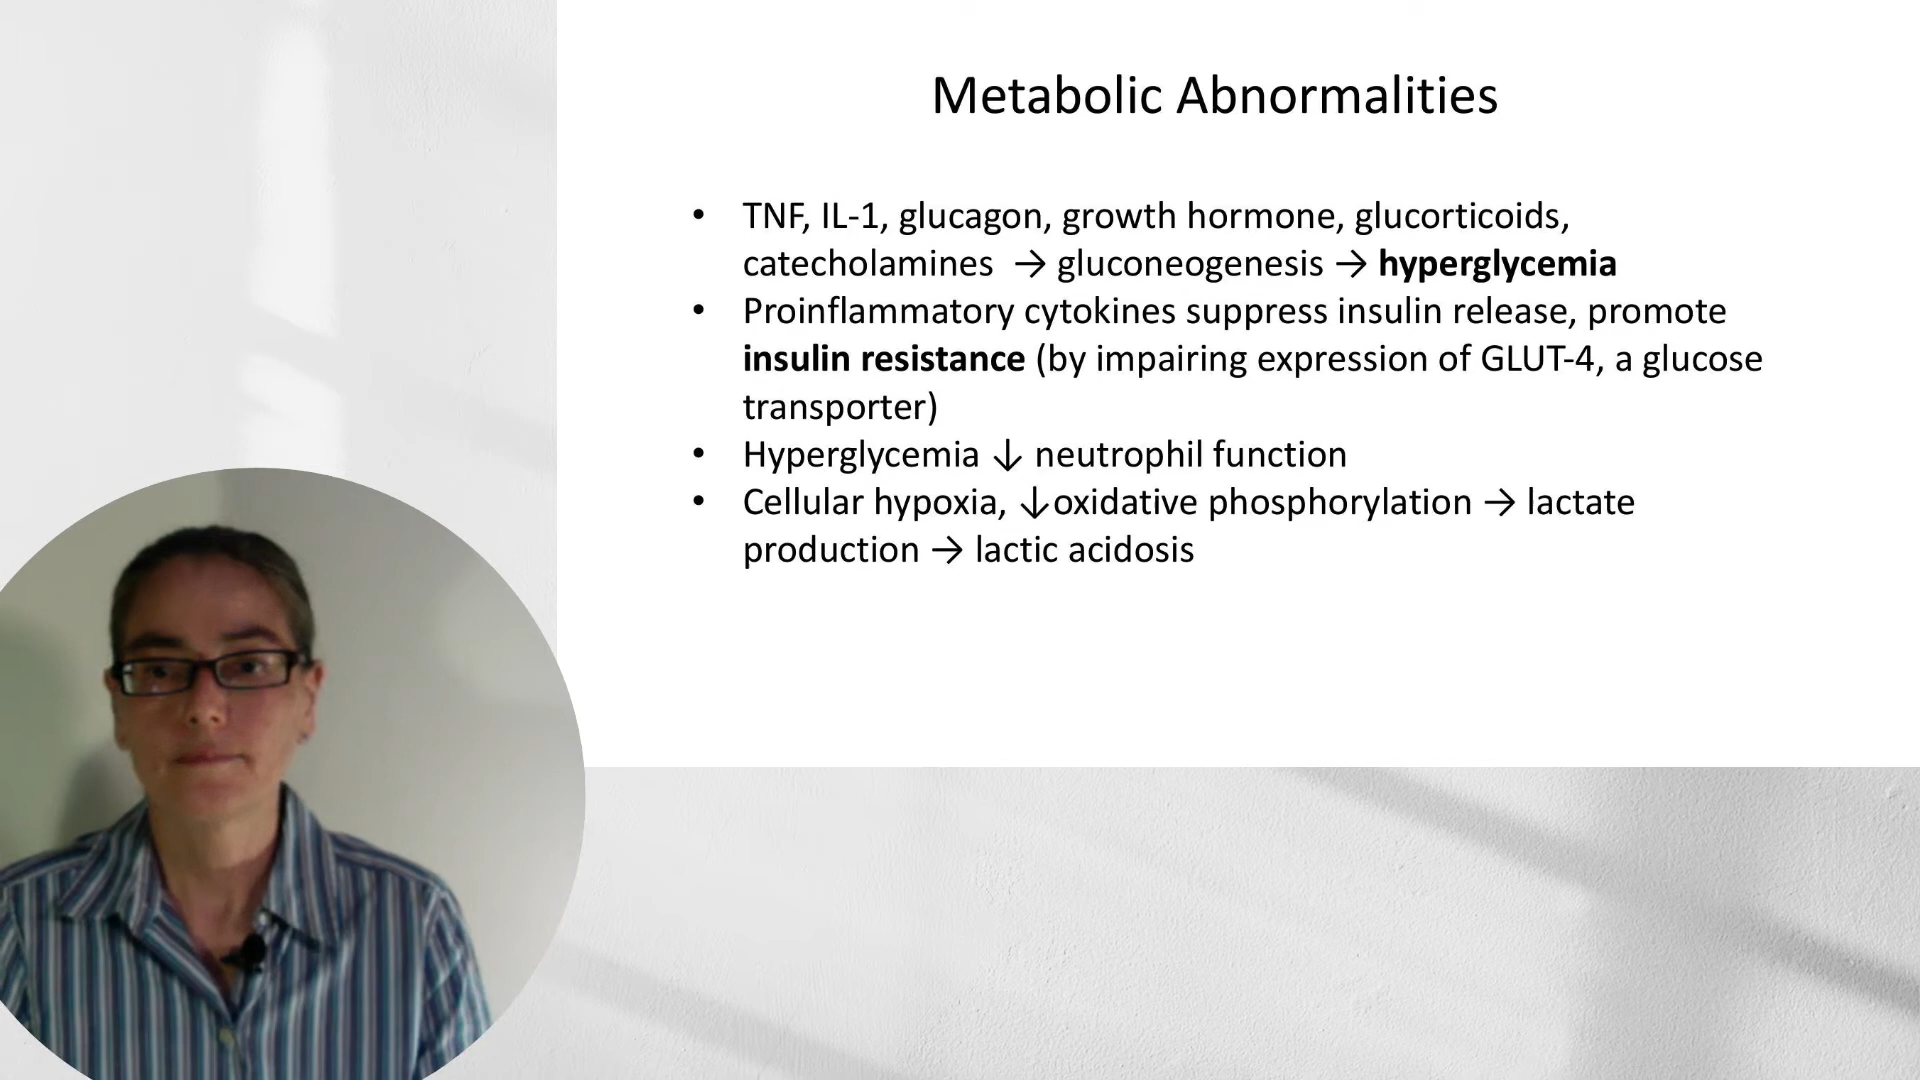 Metabolic Abnormalities
• TNF, IL-1, glucagon, growth hormone, glucorticoids,
catecholamines → gluconeogenesis → hyperglycemia
• Proinflammatory cytokines suppress insulin release, promote
insulin resistance (by impairing expression of GLUT-4, a glucose
transporter)
• Hyperglycemia ↓ neutrophil function
• Cellular hypoxia, ↓oxidative phosphorylation → lactate
production → lactic acidosis